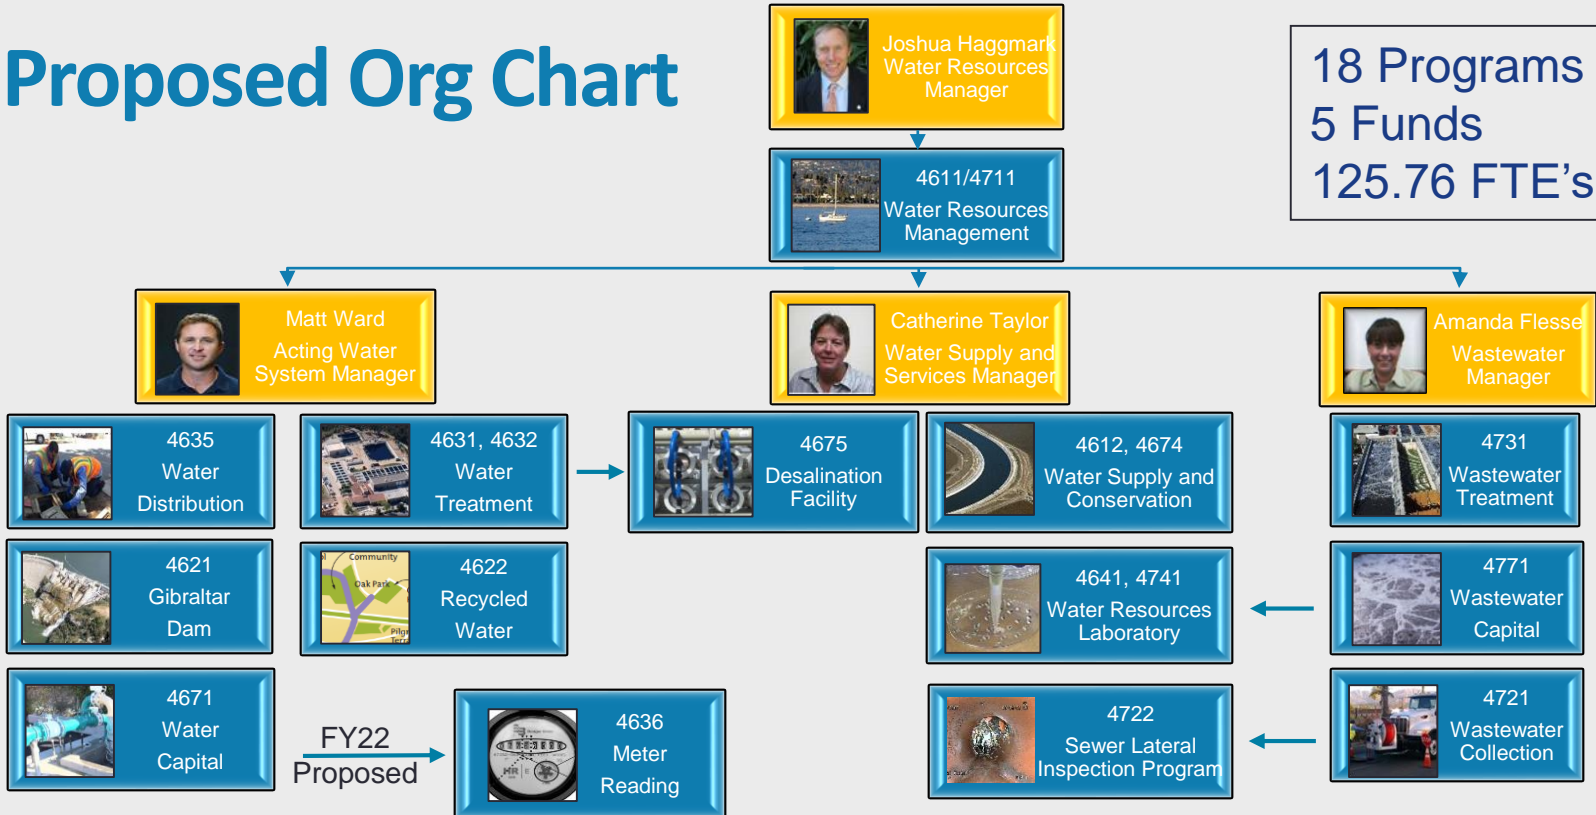 Proposed Org Chart
Joshua Haggmark
Water Resources
Manager
18 Programs
5 Funds
125.76 FTE’s
4611/4711
Water Resources
Management
Matt Ward
Acting Water
System Manager
Catherine Taylor
Water Supply and
Services Manager
Amanda Flesse
Wastewater
Manager
4635
Water
Distribution
4631, 4632
Water
Treatment
4675
Desalination
Facility
4612, 4674
Water Supply and
Conservation
4731
Wastewater
Treatment
4621
Gibraltar
Dam
Community
Oak Park
4622
Recycled
Water
4641, 4741
Water Resources
Laboratory
4771
Wastewater
Capital
4671
Water
Capital
FY22
Proposed
HR
4636
Meter
Reading
4722
Sewer Lateral
Inspection Program
4721
Wastewater
Collection